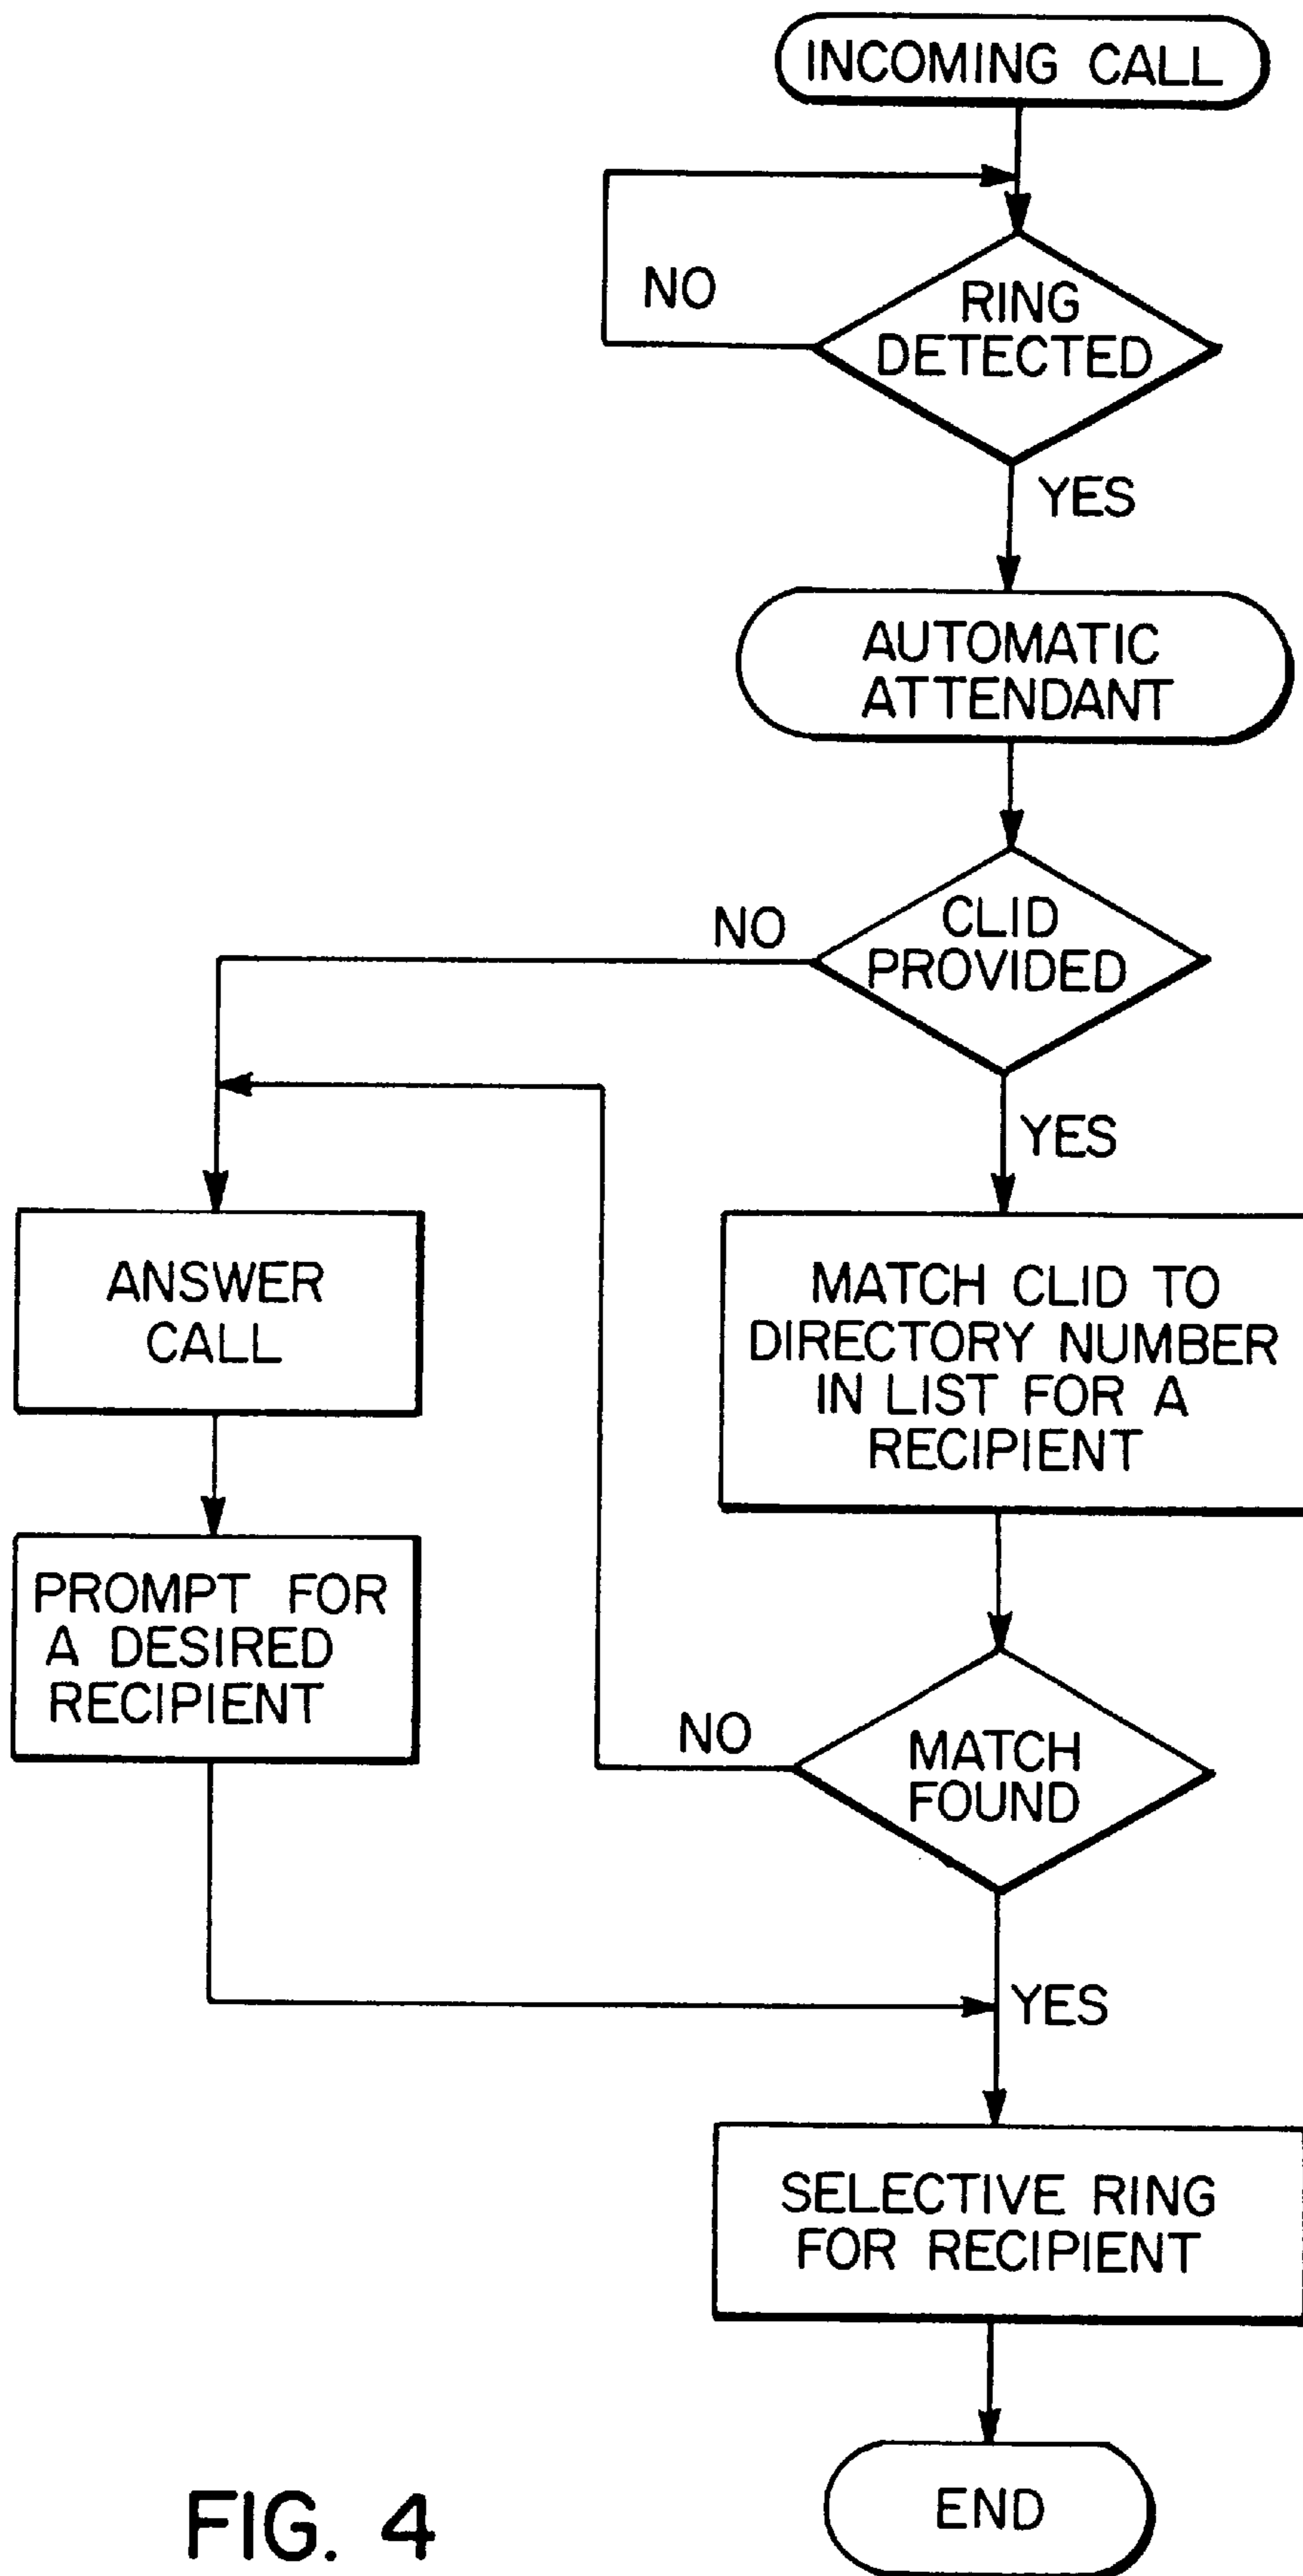 INCOMING CALL
NO
RING
DETECTED
YES
AUTOMATIC
ATTENDANT
NO
CLID
PROVIDED
YES
ANSWER
CALL
MATCH CLID TO
DIRECTORY NUMBER
IN LIST FOR A
RECIPIENT
PROMPT FOR
A DESIRED
RECIPIENT
NO
MATCH
FOUND
YES
SELECTIVE RING
FOR RECIPIENT
END
FIG. 4